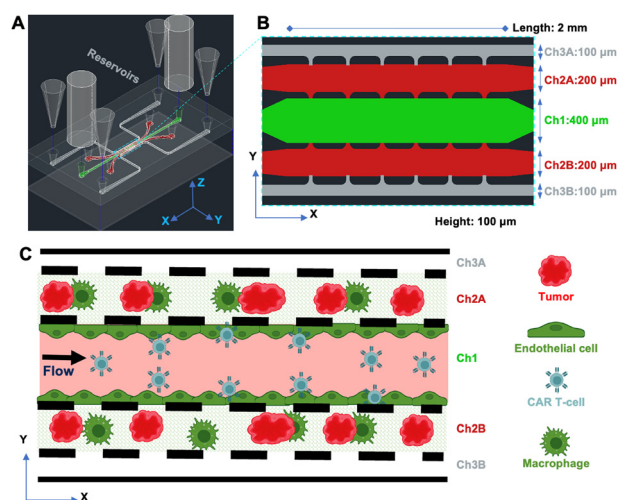 A
Reservoirs
Z
X
Y
B
Length: 2 mm
Ch3A:100 μm
Ch2A:200 μm
Ch1:400 μm
Ch2B:200 μm
Ch3B:100 μm
Y
X
Height: 100 μm
C
Ch3A
Ch2A
Ch1
Flow
Ch2B
Ch3B
Y
X
Tumor
Endothelial cell
CAR T-cell
Macrophage